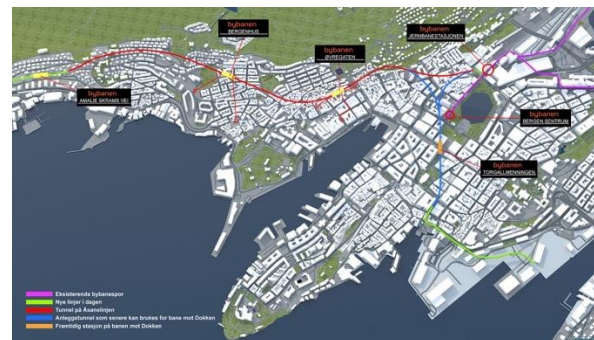 bybanen
BERGENHUS
bybanen
ØVREGATEN
bybanen
JERNBANESTASJONEN
bybanen
AMALIE SKRAMS VEI
bybanen
BERGEN SENTRUM
bybanen
TORGALLMENNINGEN
Eksisterende bybanespor
Nye linjer i dagen
Tunnel på Åsanelinjen
Anleggstunnel som senere kan brukes for bane mot Dokken
Framtidig stasjon på banen mot Dokken